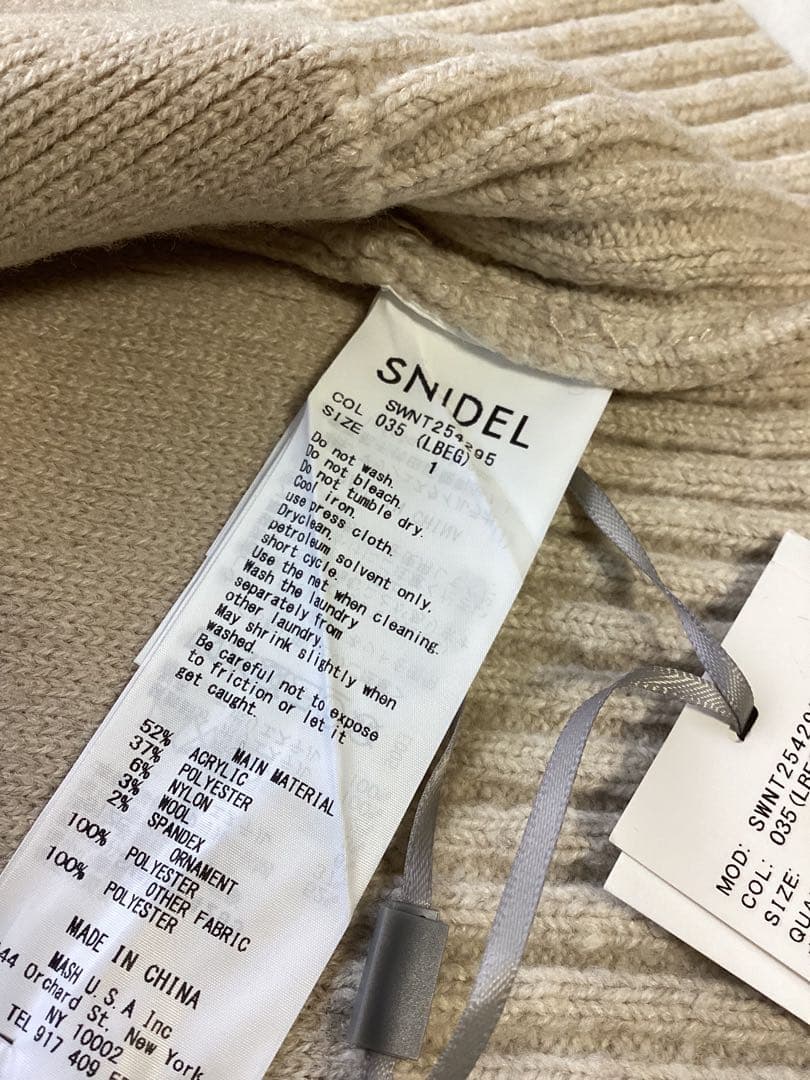 SNIDEL
SWNT254295
COL 035 (LBEG)
SIZE 1
Do not wash.
Do not bleach.
Do not tumble dry.
Cool iron.
use press cloth.
Dryclean.
petroleum solvent only,
short cycle.
Use the net when cleaning.
Wash the laundry
separately from
other laundry.
May shrink slightly when
washed.
Be careful not to expose
to friction or let it
get caught.
MAIN MATERIAL
52% ACRYLIC
37% POLYESTER
6% NYLON
3% WOOL
2% SPANDEX
ORNAMENT
100% POLYESTER
OTHER FABRIC
100% POLYESTER
MADE IN CHINA
MASH U.S.A Inc
44 Orchard St. New York
NY 10002
TEL 917 409
MOD: SWNT25429
COL: 035 (LBE
SIZE:
QUA